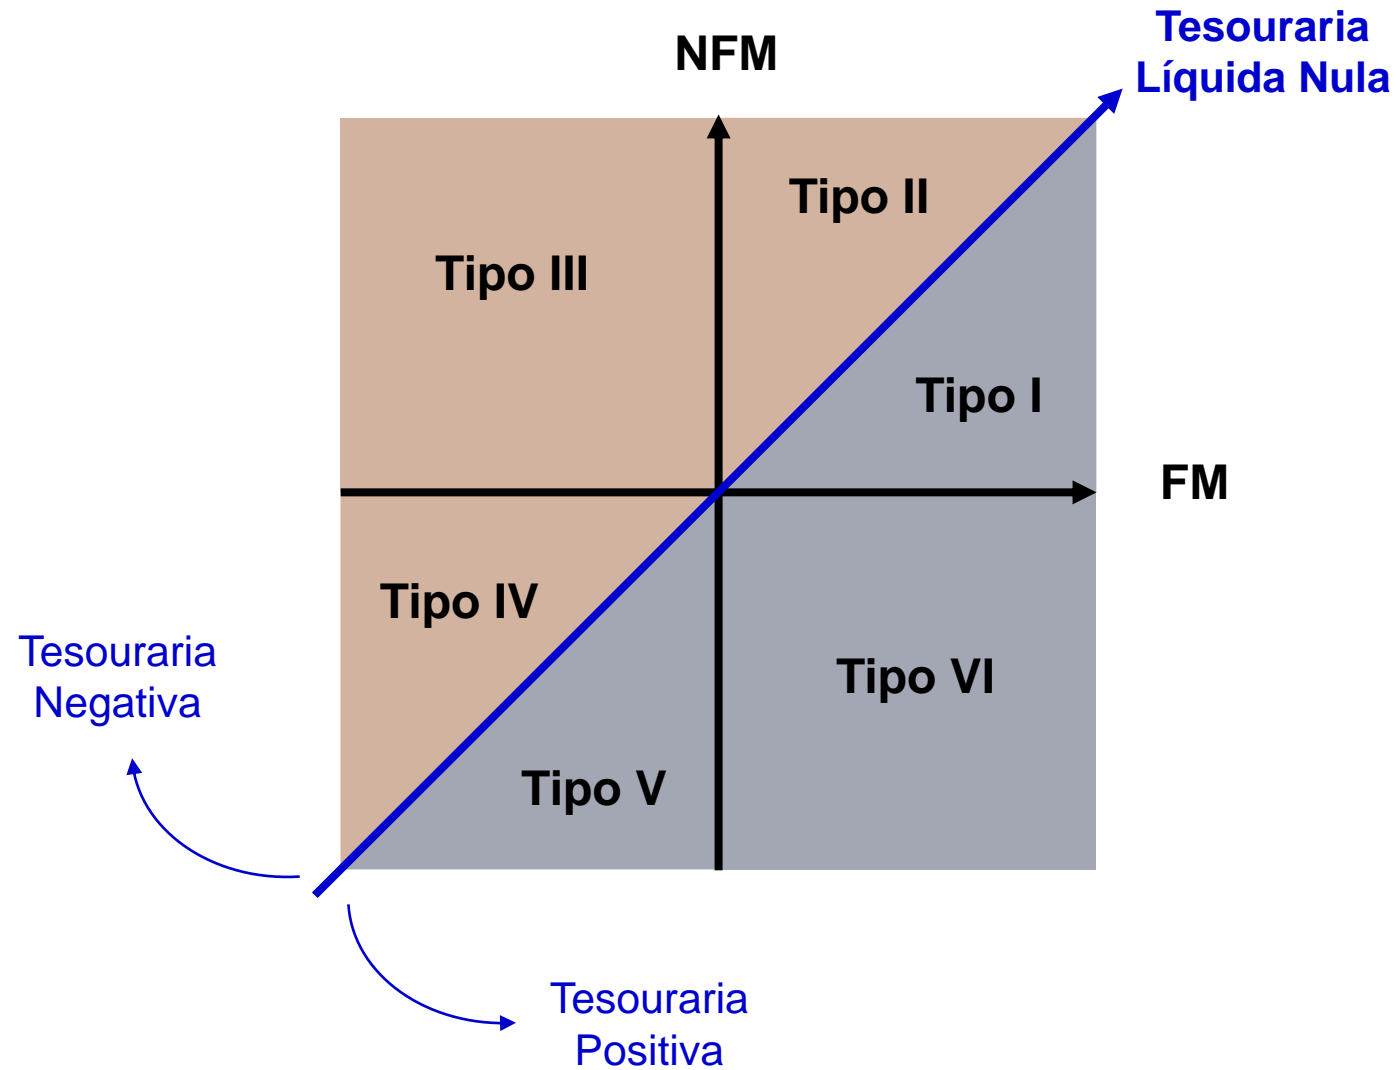 Tesouraria
Líquida Nula
NFM
Tipo II
Tipo III
Tipo I
FM
Tipo IV
Tesouraria
Negativa
Tipo VI
Tipo V
Tesouraria
Positiva